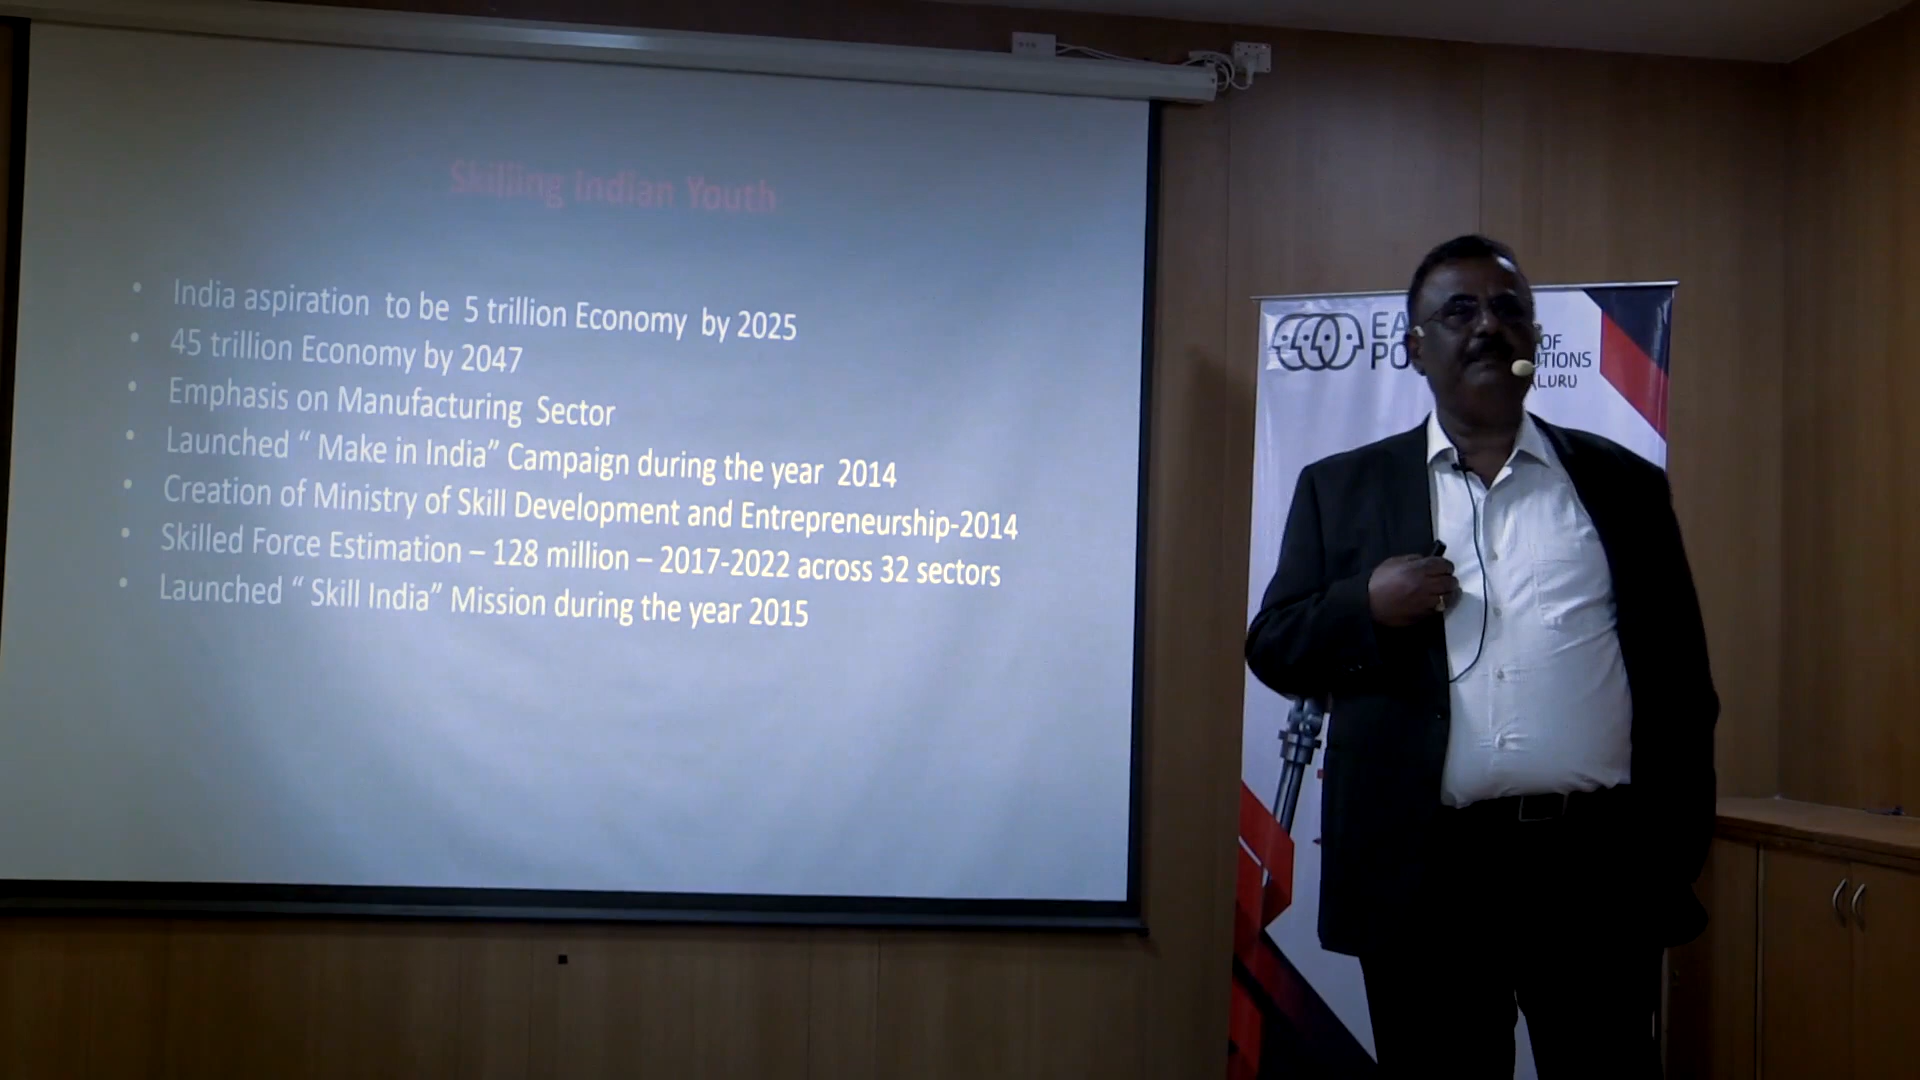 Skilling Indian Youth
• India aspiration to be 5 trillion Economy by 2025
• 45 trillion Economy by 2047
• Emphasis on Manufacturing Sector
• Launched “ Make in India” Campaign during the year 2014
• Creation of Ministry of Skill Development and Entrepreneurship-2014
• Skilled Force Estimation – 128 million – 2017-2022 across 32 sectors
• Launched “ Skill India” Mission during the year 2015
OF